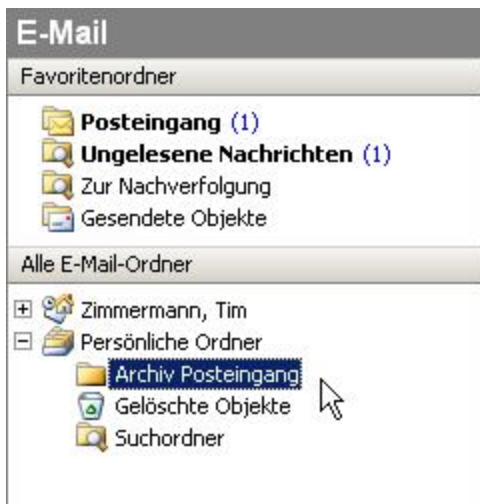 E-Mail
Favoritenordner
Posteingang (1)
Ungelesene Nachrichten (1)
Zur Nachverfolgung
Gesendete Objekte
Alle E-Mail-Ordner
Zimmermann, Tim
Persönliche Ordner
Archiv Posteingang
Gelöschte Objekte
Suchordner